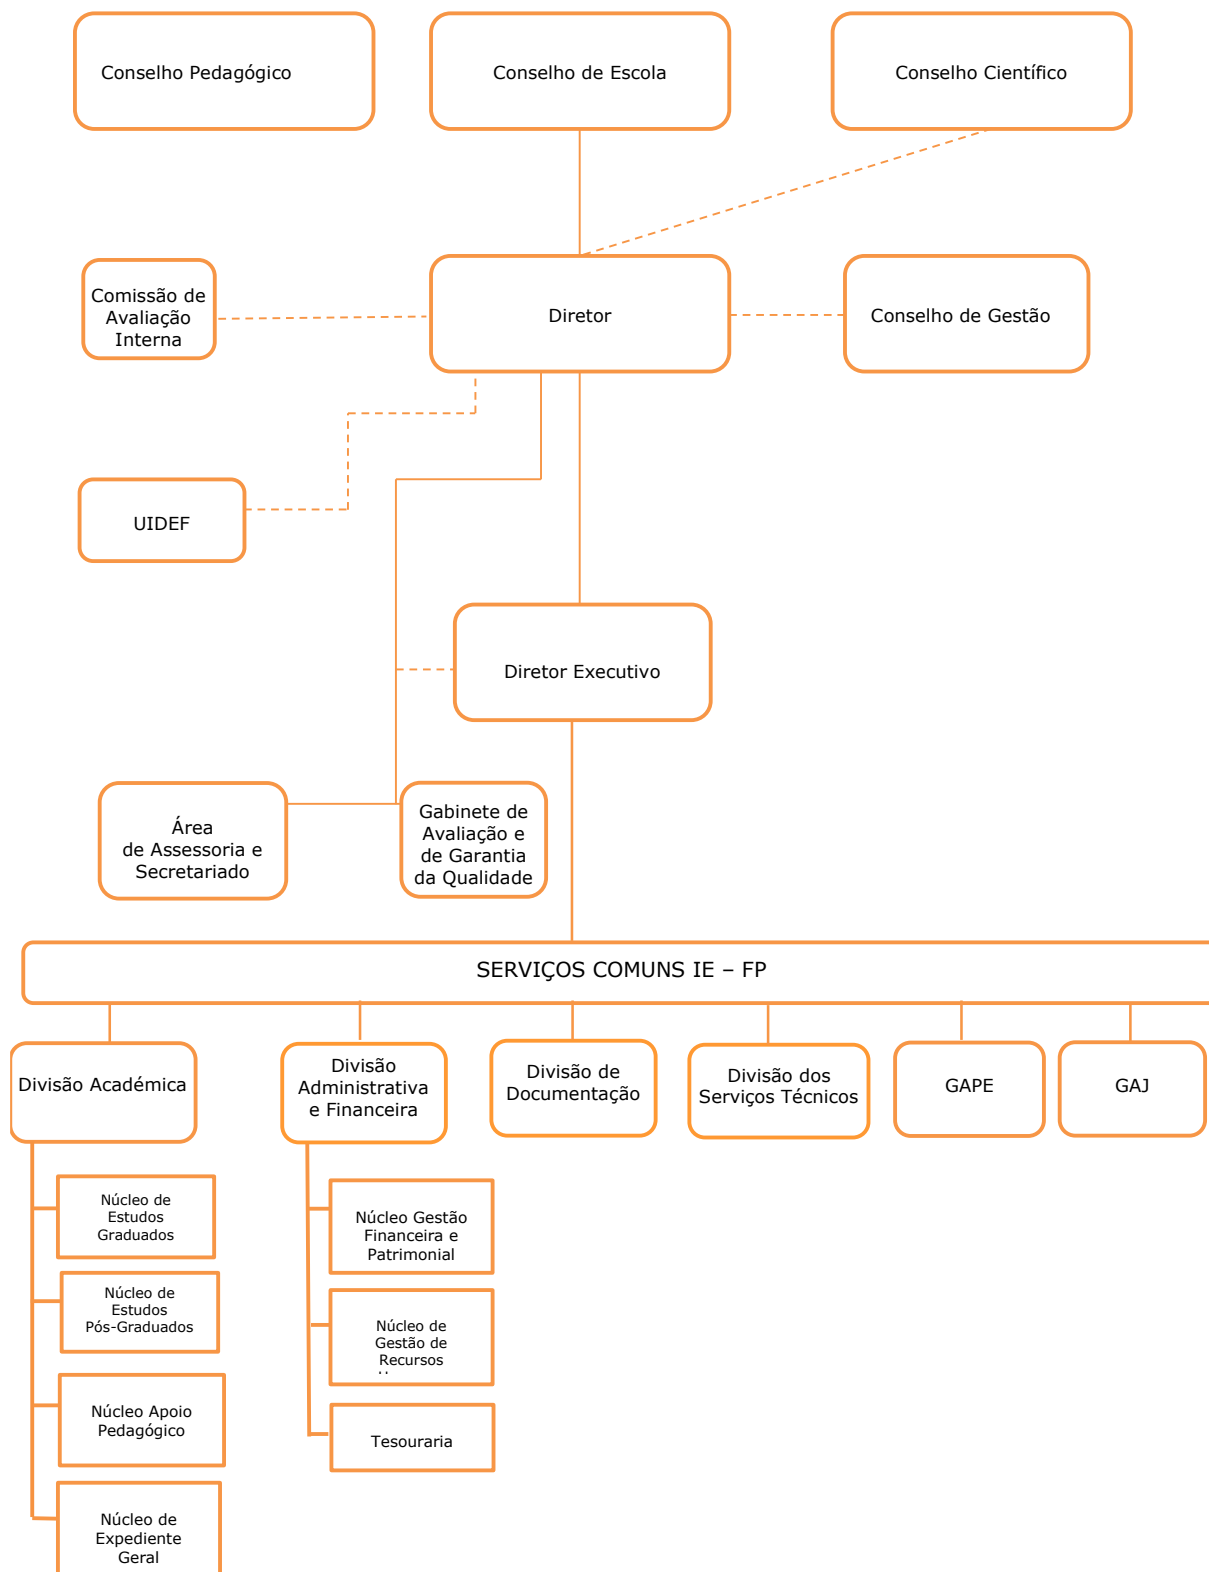 Conselho Pedagógico
Conselho de Escola
Conselho Científico
Comissão de
Avaliação
Interna
Diretor
Conselho de Gestão
UIDEF
Diretor Executivo
Área
de Assessoria e
Secretariado
Gabinete de
Avaliação e
de Garantia
da Qualidade
SERVIÇOS COMUNS IE – FP
Divisão Académica
Divisão
Administrativa
e Financeira
Divisão de
Documentação
Divisão dos
Serviços Técnicos
GAPE
GAJ
Núcleo de
Estudos
Graduados
Núcleo de
Estudos
Pós-Graduados
Núcleo Apoio
Pedagógico
Núcleo de
Expediente
Geral
Núcleo Gestão
Financeira e
Patrimonial
Núcleo de
Gestão de
Recursos
Tesouraria